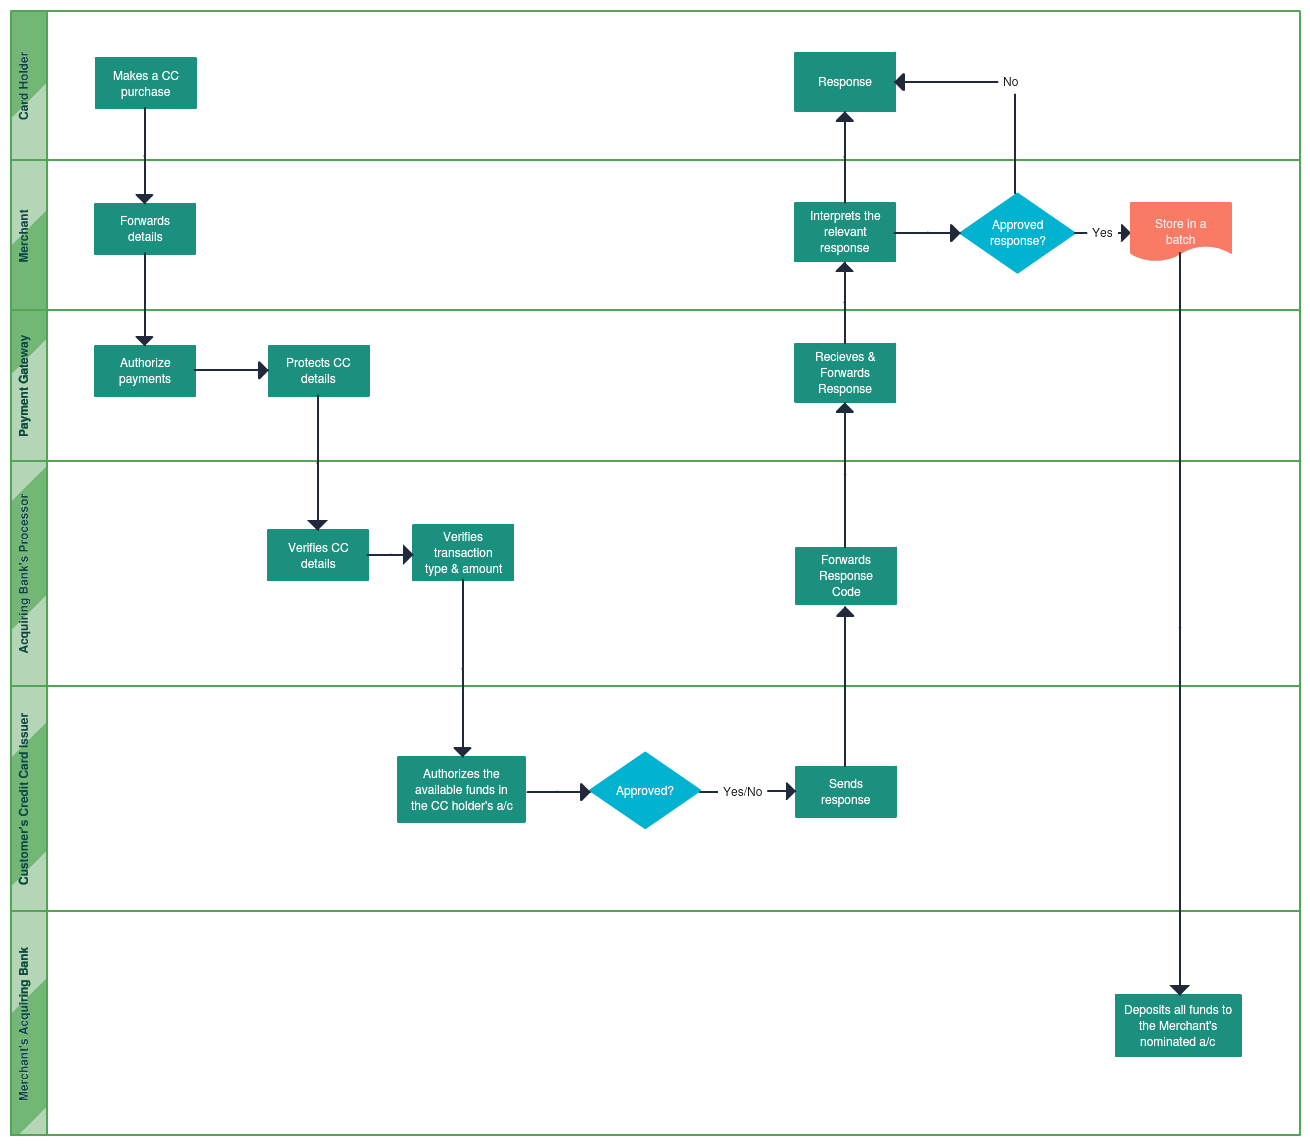 Card Holder
Makes a CC
purchase
Response
No
Merchant
Forwards
details
Interprets the
relevant
response
Approved
response?
Yes
Store in a
batch
Payment Gateway
Authorize
payments
Protects CC
details
Recieves &
Forwards
Response
Acquiring Bank's Processor
Verifies CC
details
Verifies
transaction
type & amount
Forwards
Response
Code
Customer's Credit Card Issuer
Authorizes the
available funds in
the CC holder's a/c
Approved?
Yes/No
Sends
response
Merchant's Acquiring Bank
Deposits all funds to
the Merchant's
nominated a/c